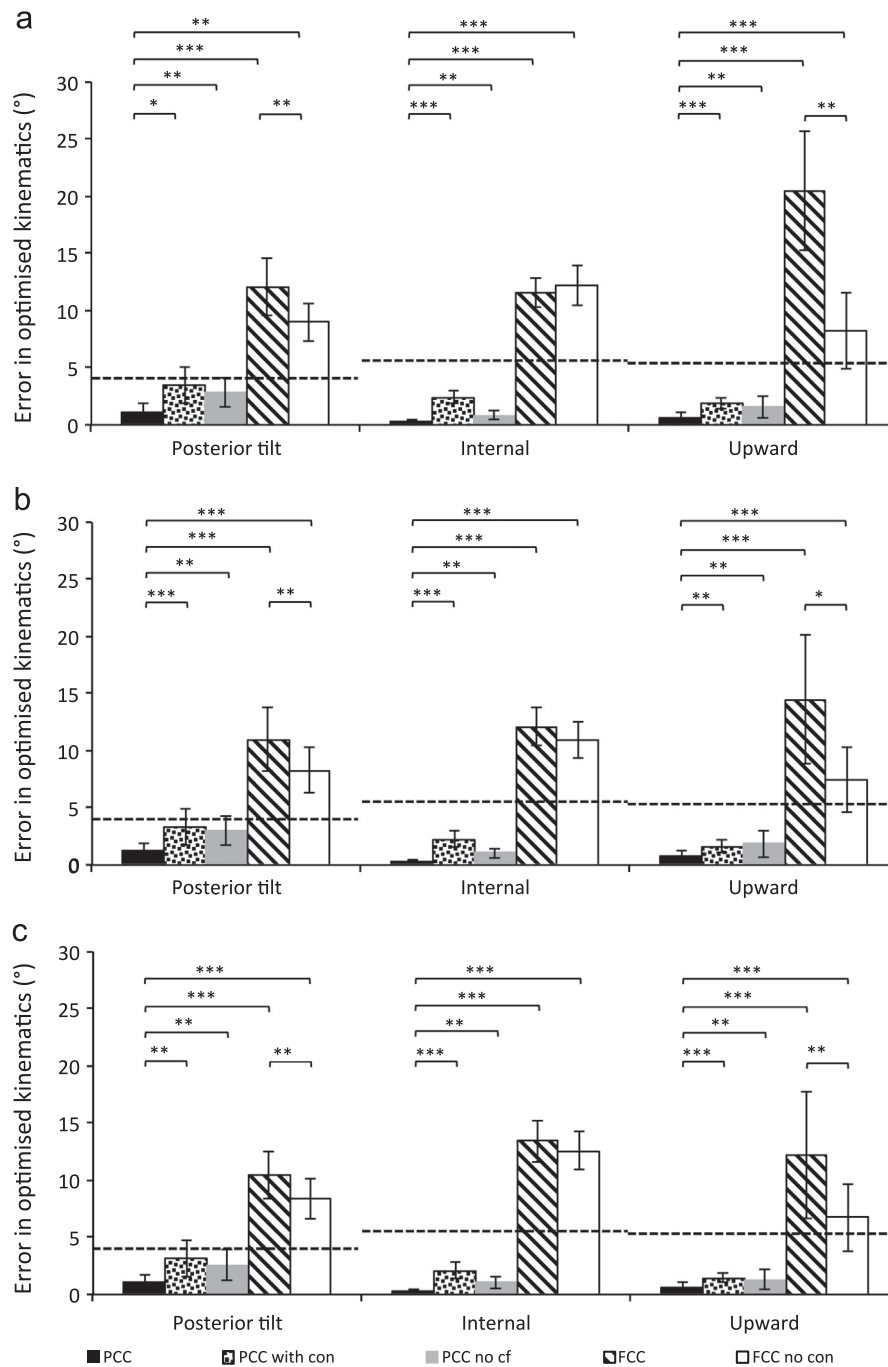 a
** *** ***
*** *** ***
** ** **
* ** *** *** **
Error in optimised kinematics (°)
30
25
20
15
10
5
0
Posterior tilt Internal Upward
b
*** *** ***
*** *** ***
** ** **
*** ** *** ** *
Error in optimised kinematics (°)
30
25
20
15
10
5
0
Posterior tilt Internal Upward
c
*** *** ***
*** *** ***
** ** **
** ** *** *** **
Error in optimised kinematics (°)
30
25
20
15
10
5
0
Posterior tilt Internal Upward
PCC PCC with con PCC no cf FCC FCC no con